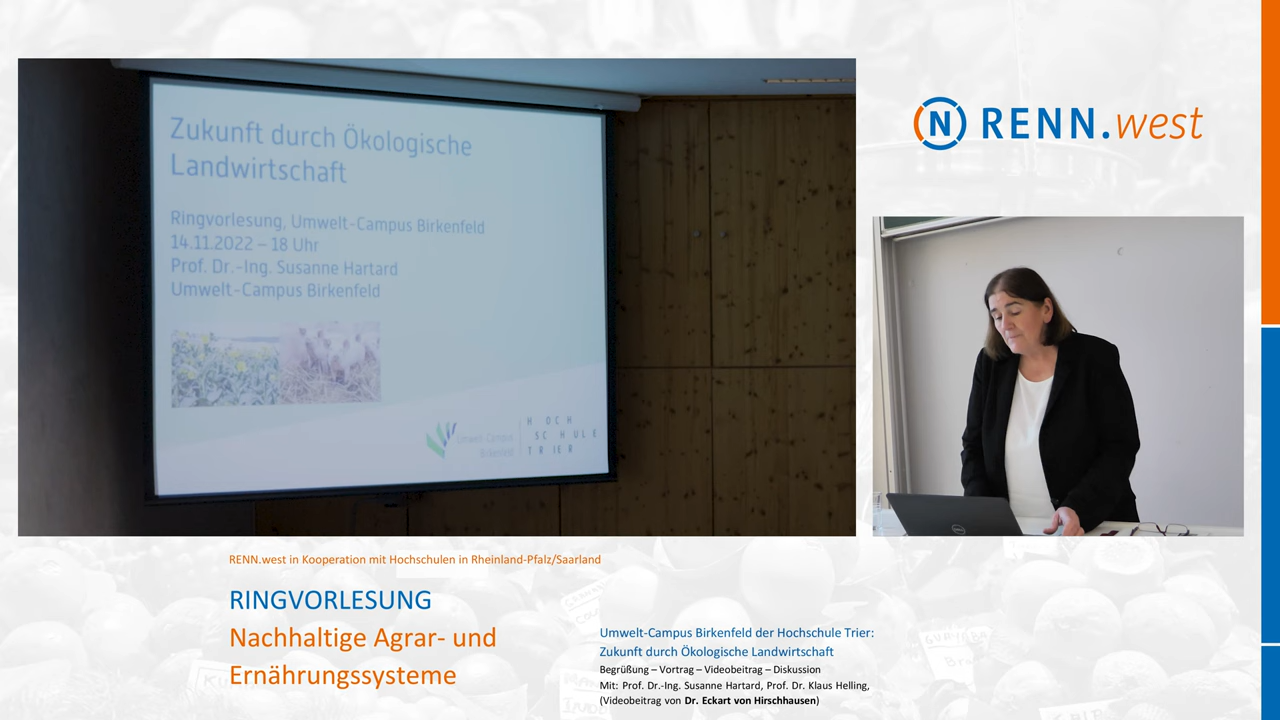 Zukunft durch Ökologische
Landwirtschaft
Ringvorlesung, Umwelt-Campus Birkenfeld
14.11.2022 – 18 Uhr
Prof. Dr.-Ing. Susanne Hartard
Umwelt-Campus Birkenfeld
Umwelt-Campus
Birkenfeld
HOCH
SCHULE
TRIER
N RENN.west
DELL
RENN.west in Kooperation mit Hochschulen in Rheinland-Pfalz/Saarland
RINGVORLESUNG
Nachhaltige Agrar- und
Ernährungssysteme
Umwelt-Campus Birkenfeld der Hochschule Trier:
Zukunft durch Ökologische Landwirtschaft
Begrüßung – Vortrag – Videobeitrag – Diskussion
Mit: Prof. Dr.-Ing. Susanne Hartard, Prof. Dr. Klaus Helling,
(Videobeitrag von Dr. Eckart von Hirschhausen)